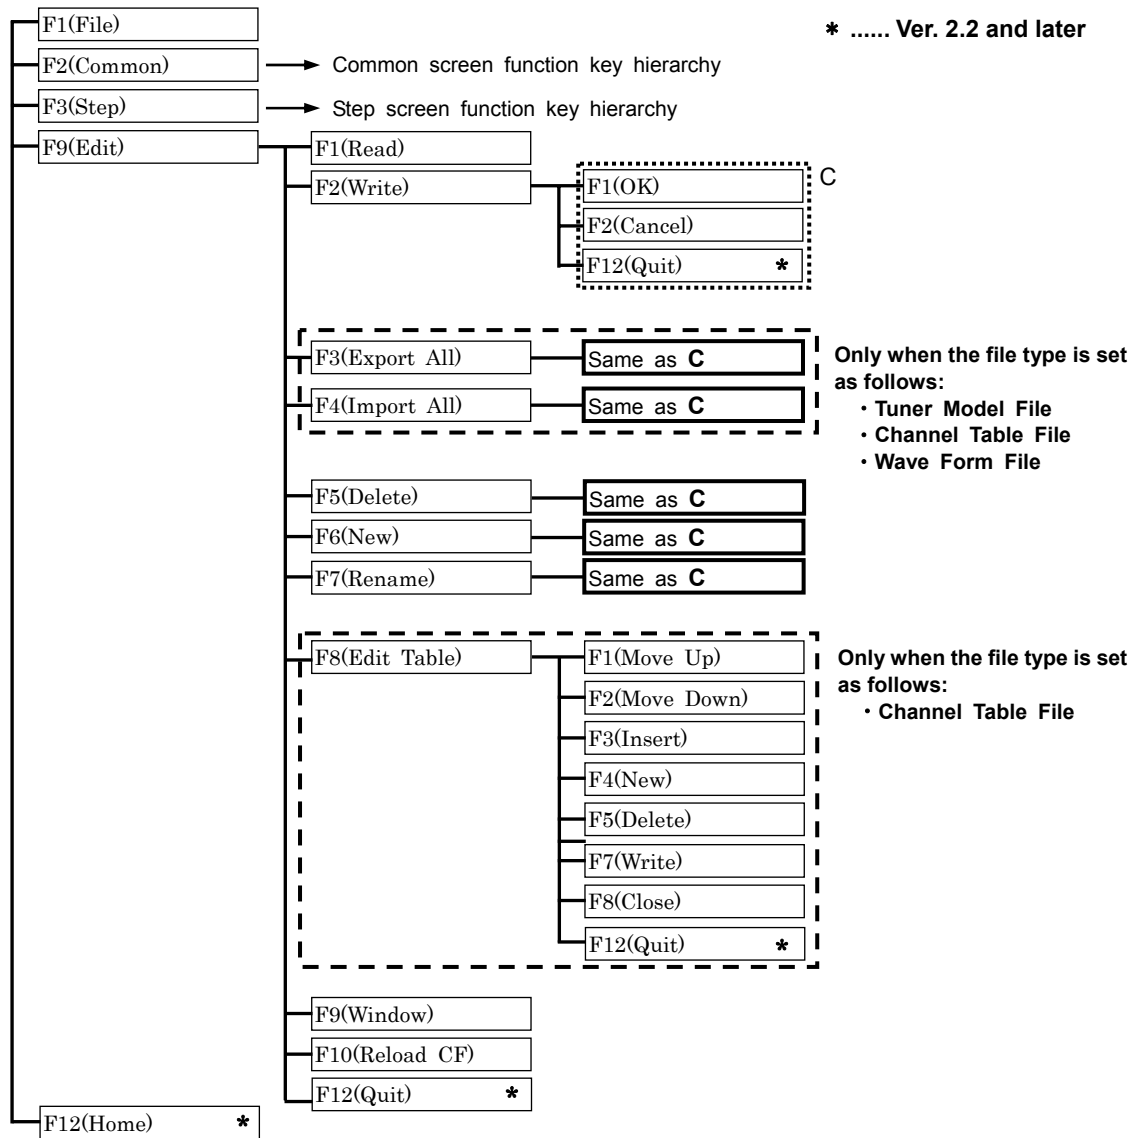 F1(File)
* ...... Ver. 2.2 and later
F2(Common)
Common screen function key hierarchy
F3(Step)
Step screen function key hierarchy
F9(Edit)
F1(Read)
F2(Write)
F1(OK)
C
F2(Cancel)
F12(Quit) *
F3(Export All)
Same as C
F4(Import All)
Same as C
Only when the file type is set
as follows:
・Tuner Model File
・Channel Table File
・Wave Form File
F5(Delete)
Same as C
F6(New)
Same as C
F7(Rename)
Same as C
F8(Edit Table)
F1(Move Up)
F2(Move Down)
F3(Insert)
F4(New)
F5(Delete)
F7(Write)
F8(Close)
F12(Quit) *
Only when the file type is set
as follows:
・Channel Table File
F9(Window)
F10(Reload CF)
F12(Quit) *
F12(Home) *